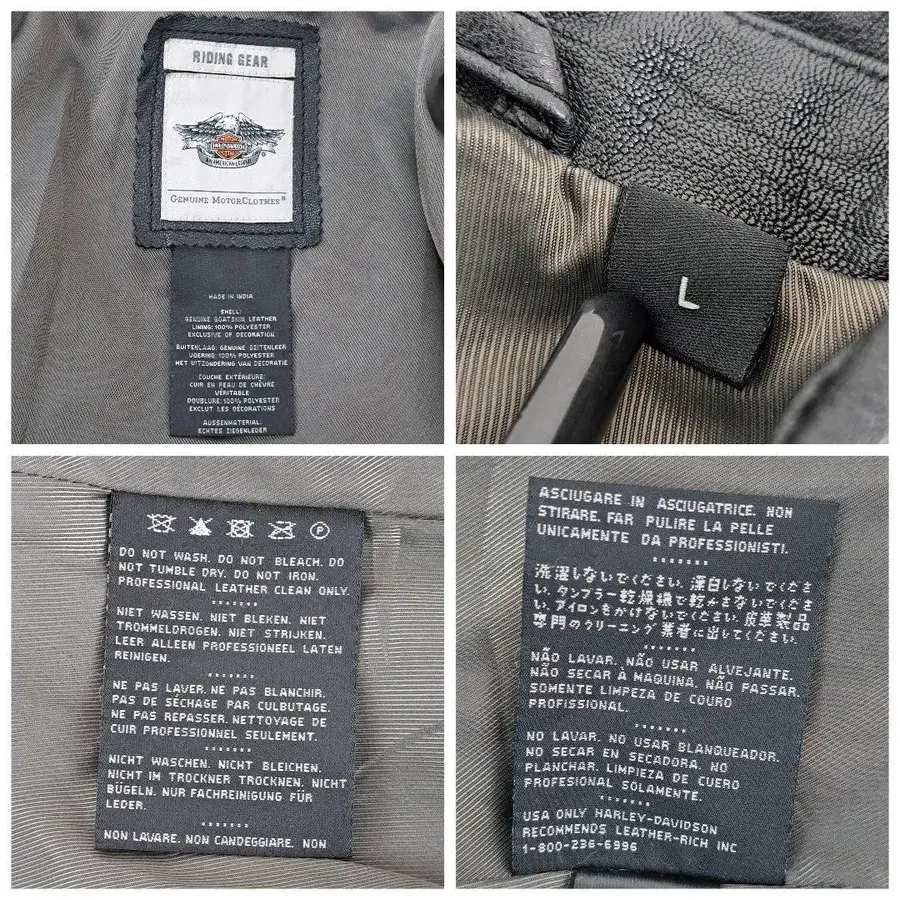 RIDING GEAR
HARLEY-DAVIDSON
AN AMERICAN LEGEND
GENUINE MOTORCLOTHES®
MADE IN INDIA
SHELL:
GENUINE GOATSKIN LEATHER
LINING: 100% POLYESTER
EXCLUSIVE OF DECORATION
BUITENLAAG: GENUINE GEITENLEER
VOERING: 100% POLYESTER
HET UITZONDERING VAN DECORATIE
COUCHE EXTÉRIEURE:
CUIR EN PEAU DE CHÈVRE
VÉRITABLE
DOUBLURE: 100% POLYESTER
EXCLUT LES DÉCORATIONS
AUSSENMATERIAL:
ECHTES ZIEGENLEDER
L
P
DO NOT WASH. DO NOT BLEACH. DO
NOT TUMBLE DRY. DO NOT IRON.
PROFESSIONAL LEATHER CLEAN ONLY.
NIET WASSEN. NIET BLEKEN. NIET
TROMMELDROGEN. NIET STRIJKEN.
LEER ALLEEN PROFESSIONEEL LATEN
REINIGEN.
NE PAS LAVER. NE PAS BLANCHIR.
PAS DE SÉCHAGE PAR CULBUTAGE.
NE PAS REPASSER. NETTOYAGE DE
CUIR PROFESSIONNEL SEULEMENT.
NICHT WASCHEN. NICHT BLEICHEN.
NICHT IM TROCKNER TROCKNEN. NICHT
BÜGELN. NUR FACHREINIGUNG FÜR
LEDER.
NON LAVARE. NON CANDEGGIARE. NON
ASCIUGARE IN ASCIUGATRICE. NON
STIRARE. FAR PULIRE LA PELLE
UNICAMENTE DA PROFESSIONISTI.
洗濯しないでください. 漂白しないでくださ
い. タンブラー乾燥機で乾かさないでくださ
い. アイロンをかけないでください. 皮革製品
専門のクリーニング業者に出してください.
NÃO LAVAR. NÃO USAR ALVEJANTE.
NÃO SECAR À MAQUINA. NÃO PASSAR.
SOMENTE LIMPEZA DE COURO
PROFISSIONAL.
NO LAVAR. NO USAR BLANQUEADOR.
NO SECAR EN SECADORA. NO
PLANCHAR. LIMPIEZA DE CUERO
PROFESIONAL SOLAMENTE.
USA ONLY HARLEY-DAVIDSON
RECOMMENDS LEATHER-RICH INC
1-800-236-6996